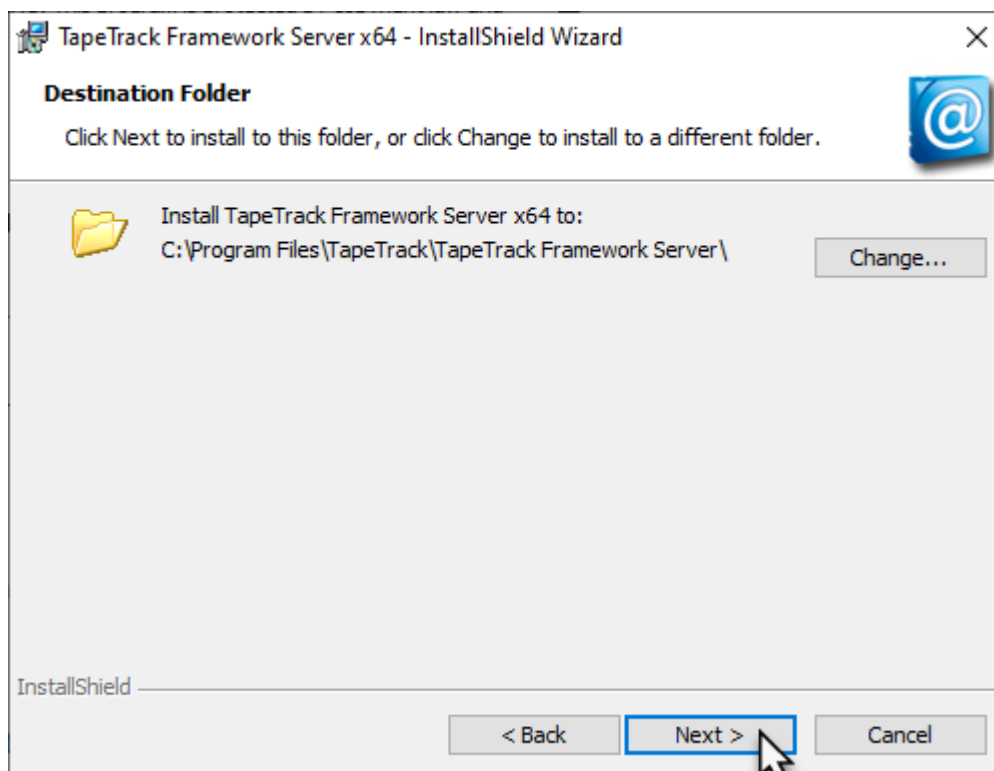 TapeTrack Framework Server x64 - InstallShield Wizard
Destination Folder
Click Next to install to this folder, or click Change to install to a different folder.
Install TapeTrack Framework Server x64 to:
C:\Program Files\TapeTrack\TapeTrack Framework Server\
Change...
InstallShield
< Back
Next >
Cancel